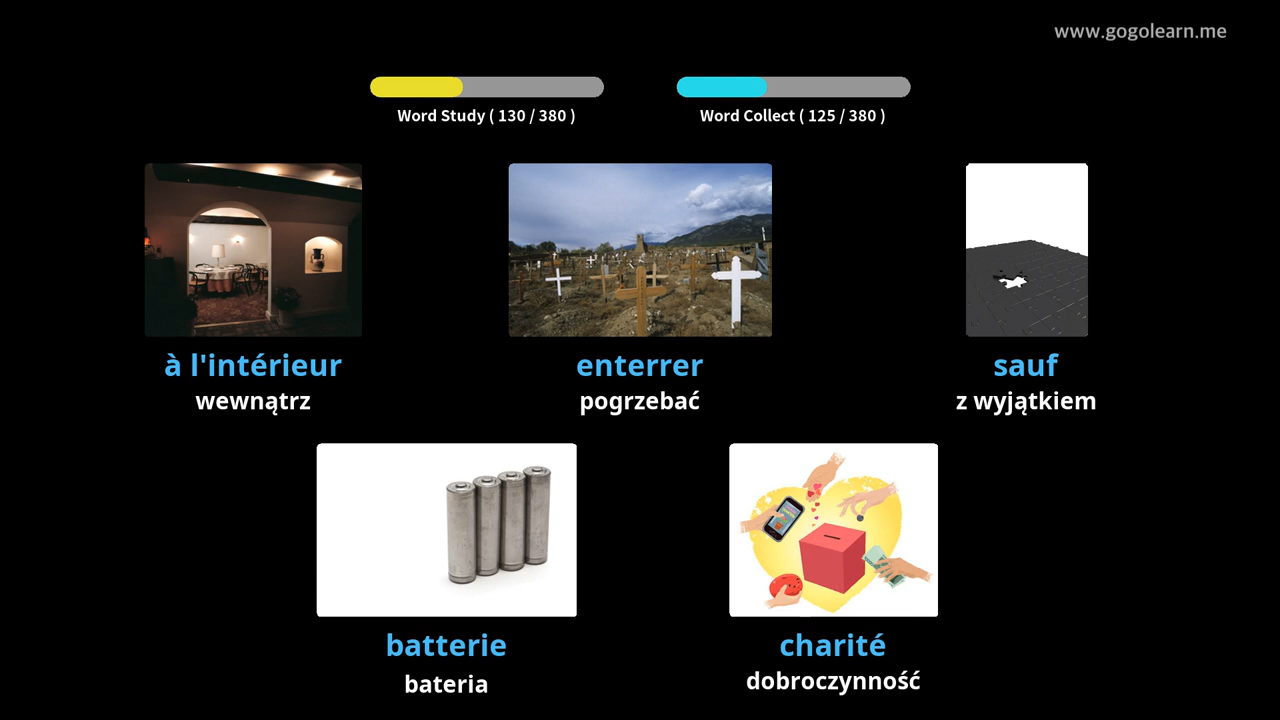 www.gogolearn.me
Word Study ( 130 / 380 )
Word Collect ( 125 / 380 )
à l'intérieur
wewnątrz
enterrer
pogrzebać
sauf
z wyjątkiem
batterie
bateria
charité
dobroczynność